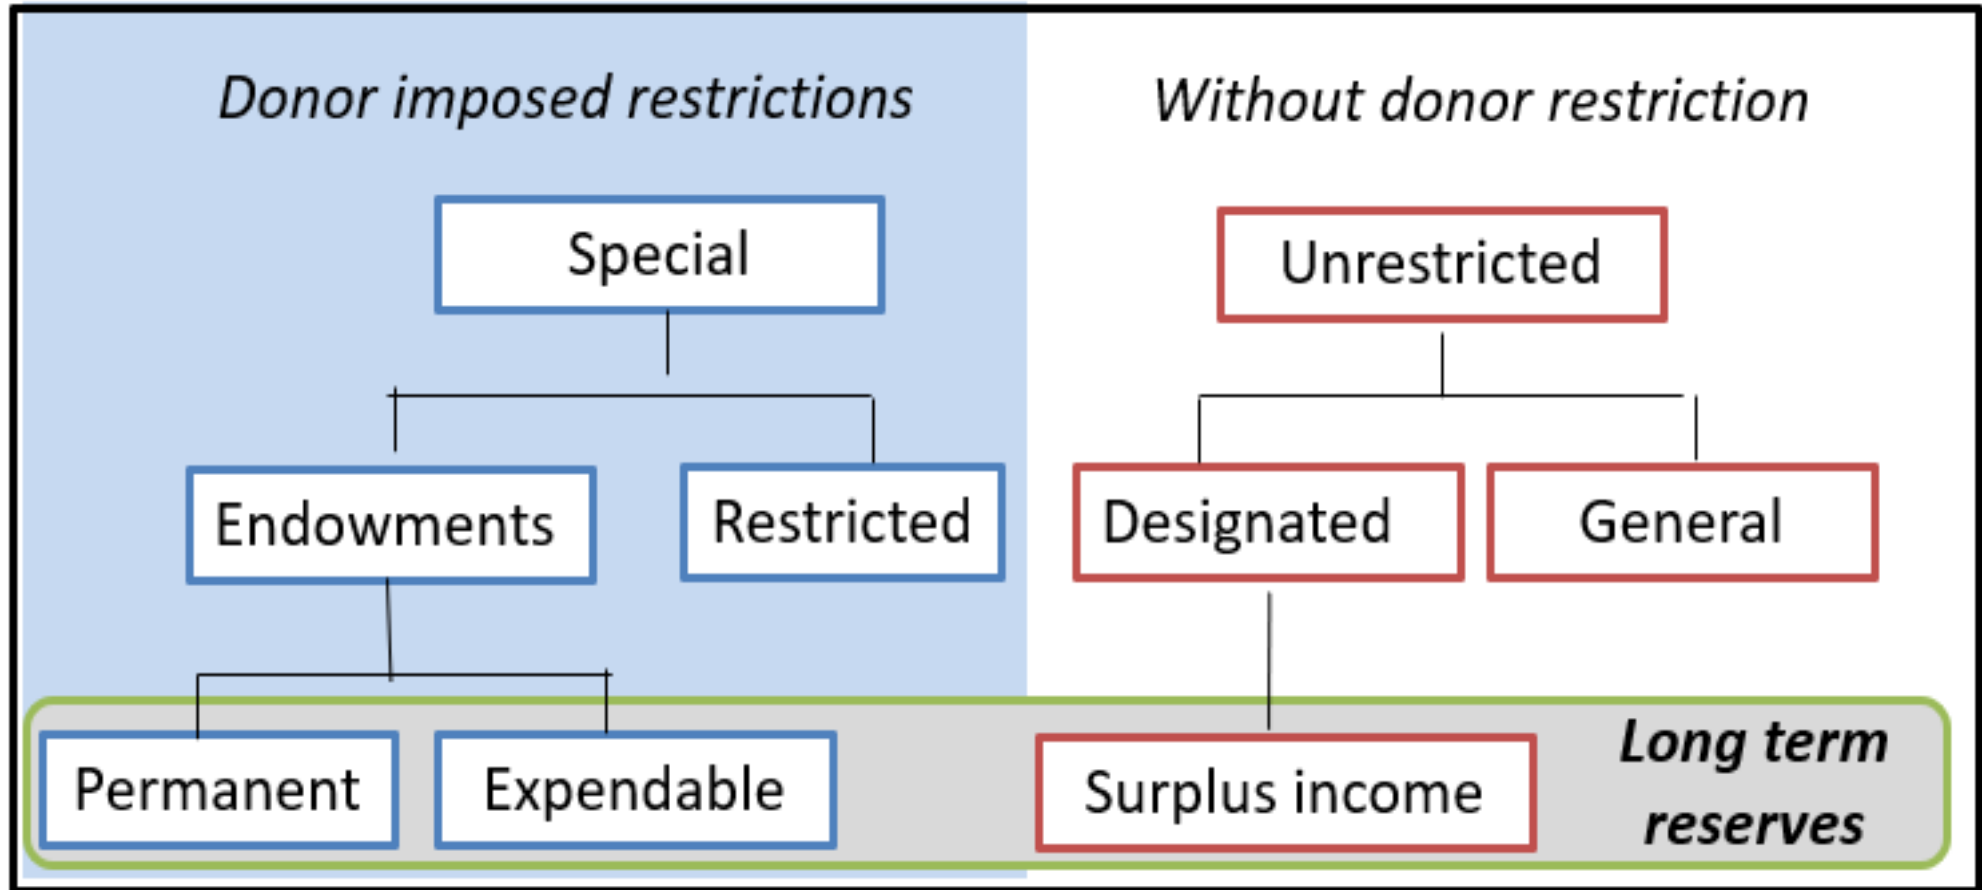 Donor imposed restrictions
Without donor restriction
Special
Unrestricted
Endowments
Restricted
Designated
General
Permanent
Expendable
Surplus income
Long term
reserves